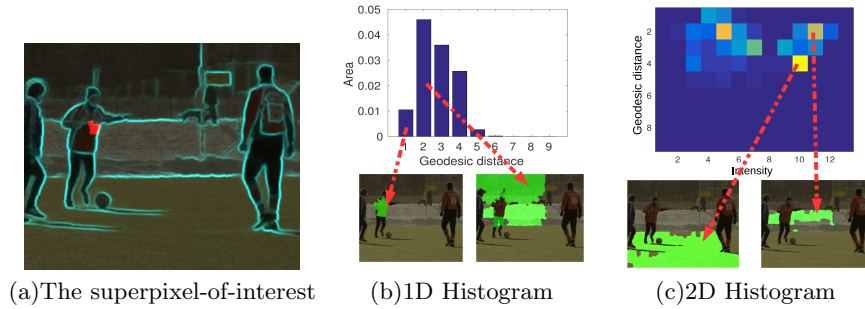 0.05
0.04
0.03
0.02
0.01
0
Area
1 2 3 4 5 6 7 8 9
Geodesic distance
2
4
6
8
Geodesic distance
2 4 6 8 10 12
Intensity
(a)The superpixel-of-interest
(b)1D Histogram
(c)2D Histogram